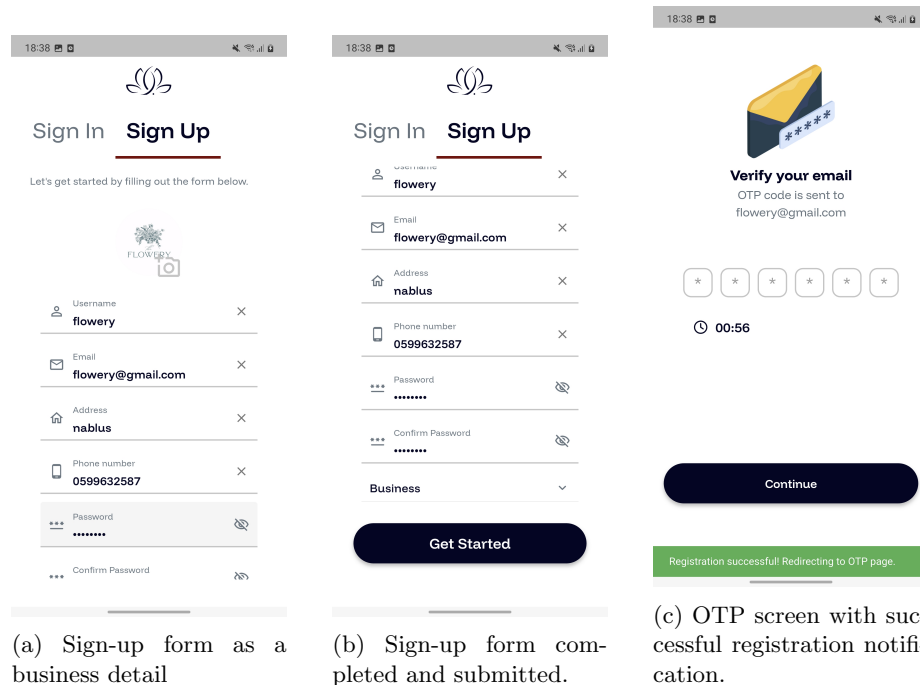 18:38
Sign In Sign Up
Let's get started by filling out the form below.
FLOWERY
Username
flowery
Email
flowery@gmail.com
Address
nablus
Phone number
0599632587
Password
••••••••
Confirm Password
(a) Sign-up form as a
business detail
18:38
Sign In Sign Up
Username
flowery
Email
flowery@gmail.com
Address
nablus
Phone number
0599632587
Password
••••••••
Confirm Password
••••••••
Business
Get Started
(b) Sign-up form com-
pleted and submitted.
18:38
*****
Verify your email
OTP code is sent to
flowery@gmail.com
* * * * * *
00:56
Continue
Registration successful! Redirecting to OTP page.
(c) OTP screen with suc
cessful registration notifi
cation.